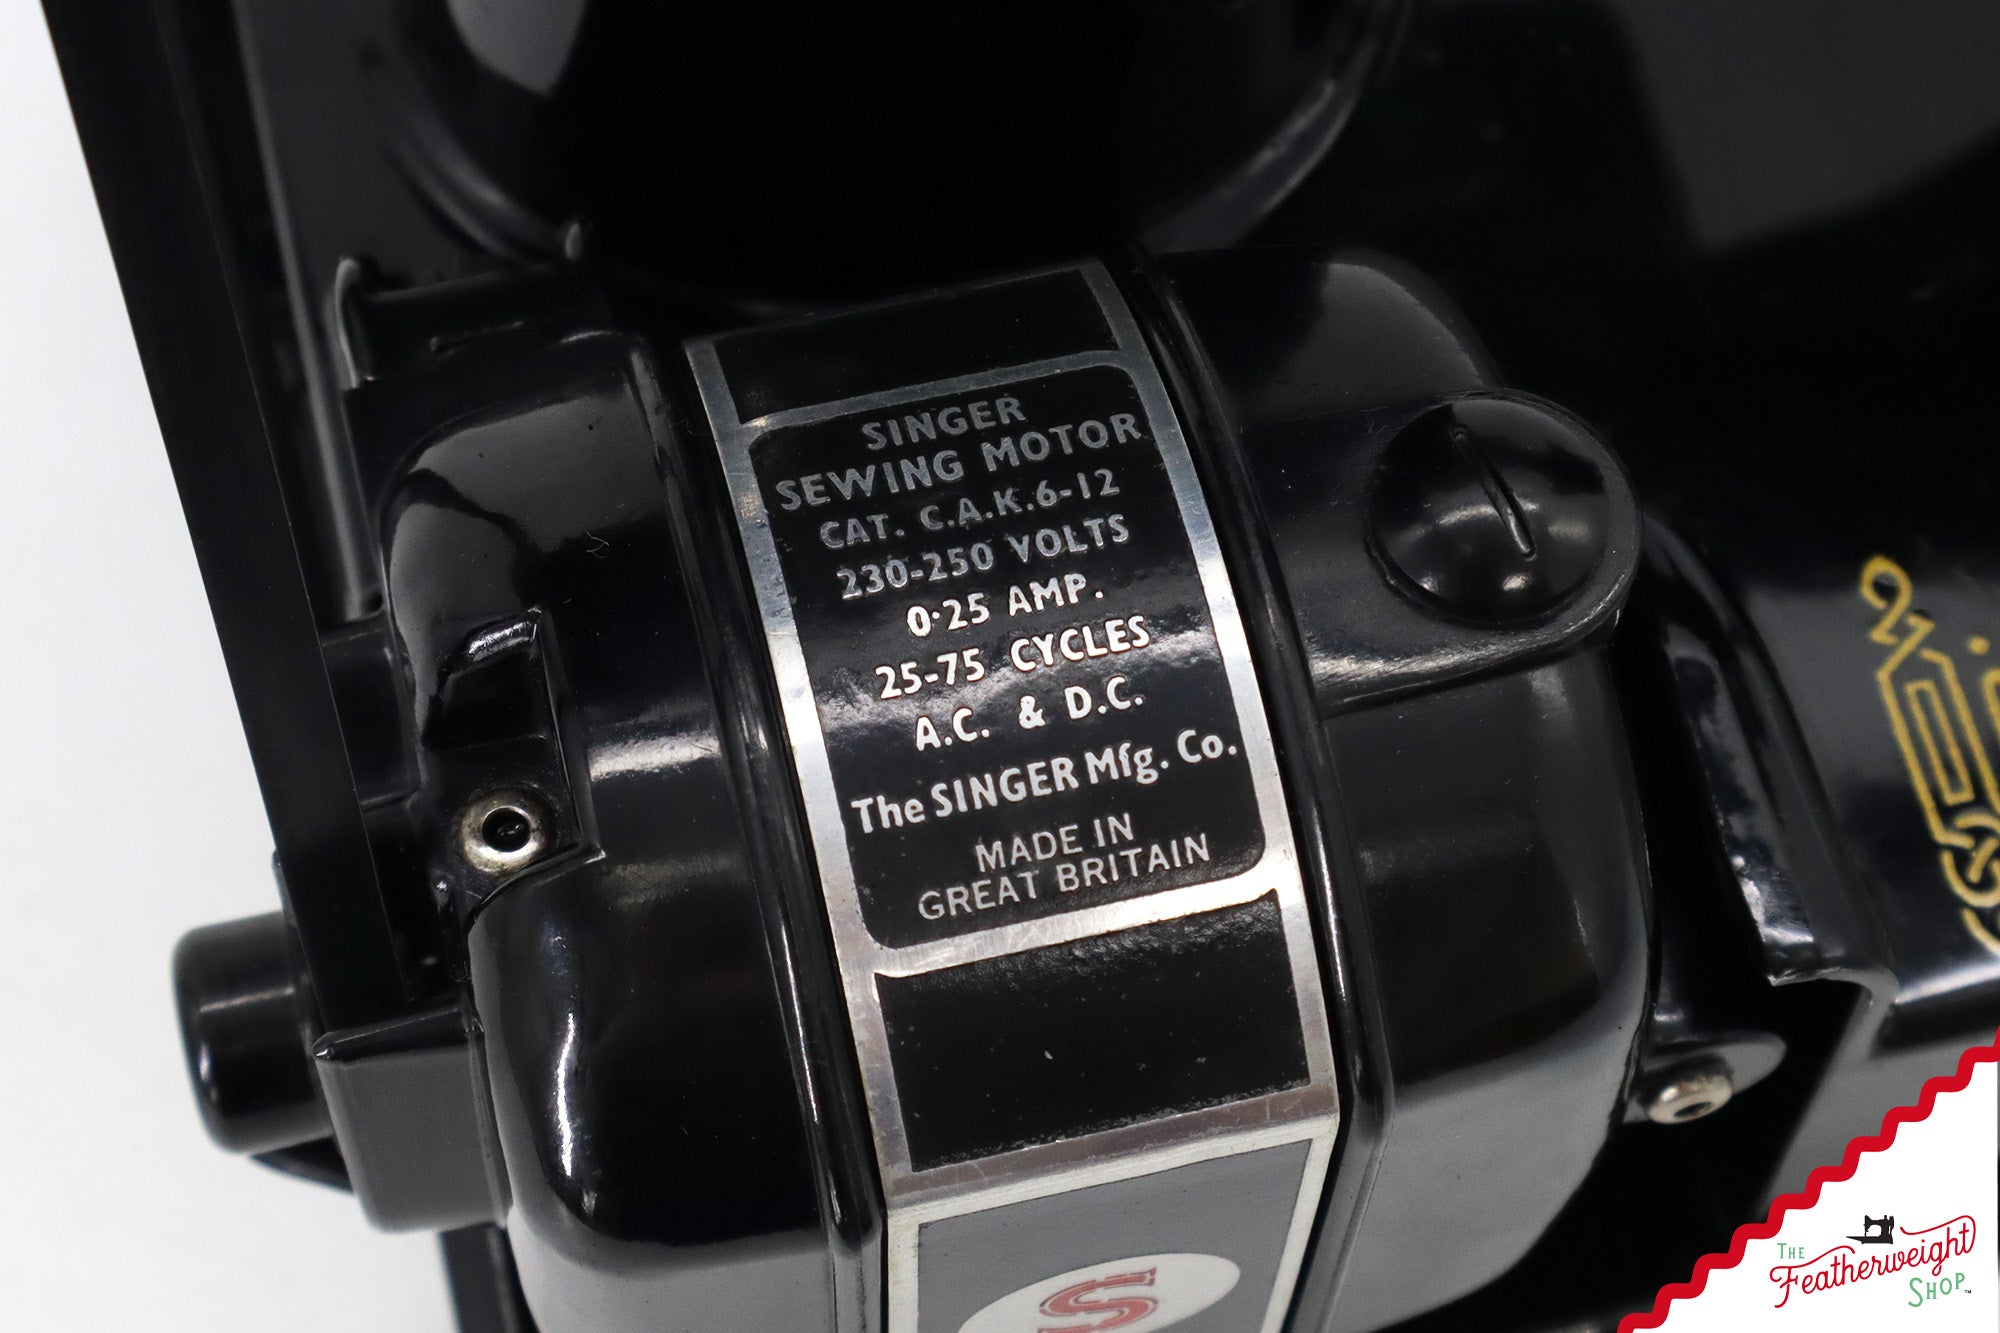 SINGER
SEWING MOTOR
CAT. C.A.K.6-12
230-250 VOLTS
0·25 AMP.
25-75 CYCLES
A.C. & D.C.
The SINGER Mfg. Co.
MADE IN
GREAT BRITAIN
S
THE
Featherweight
SHOP™